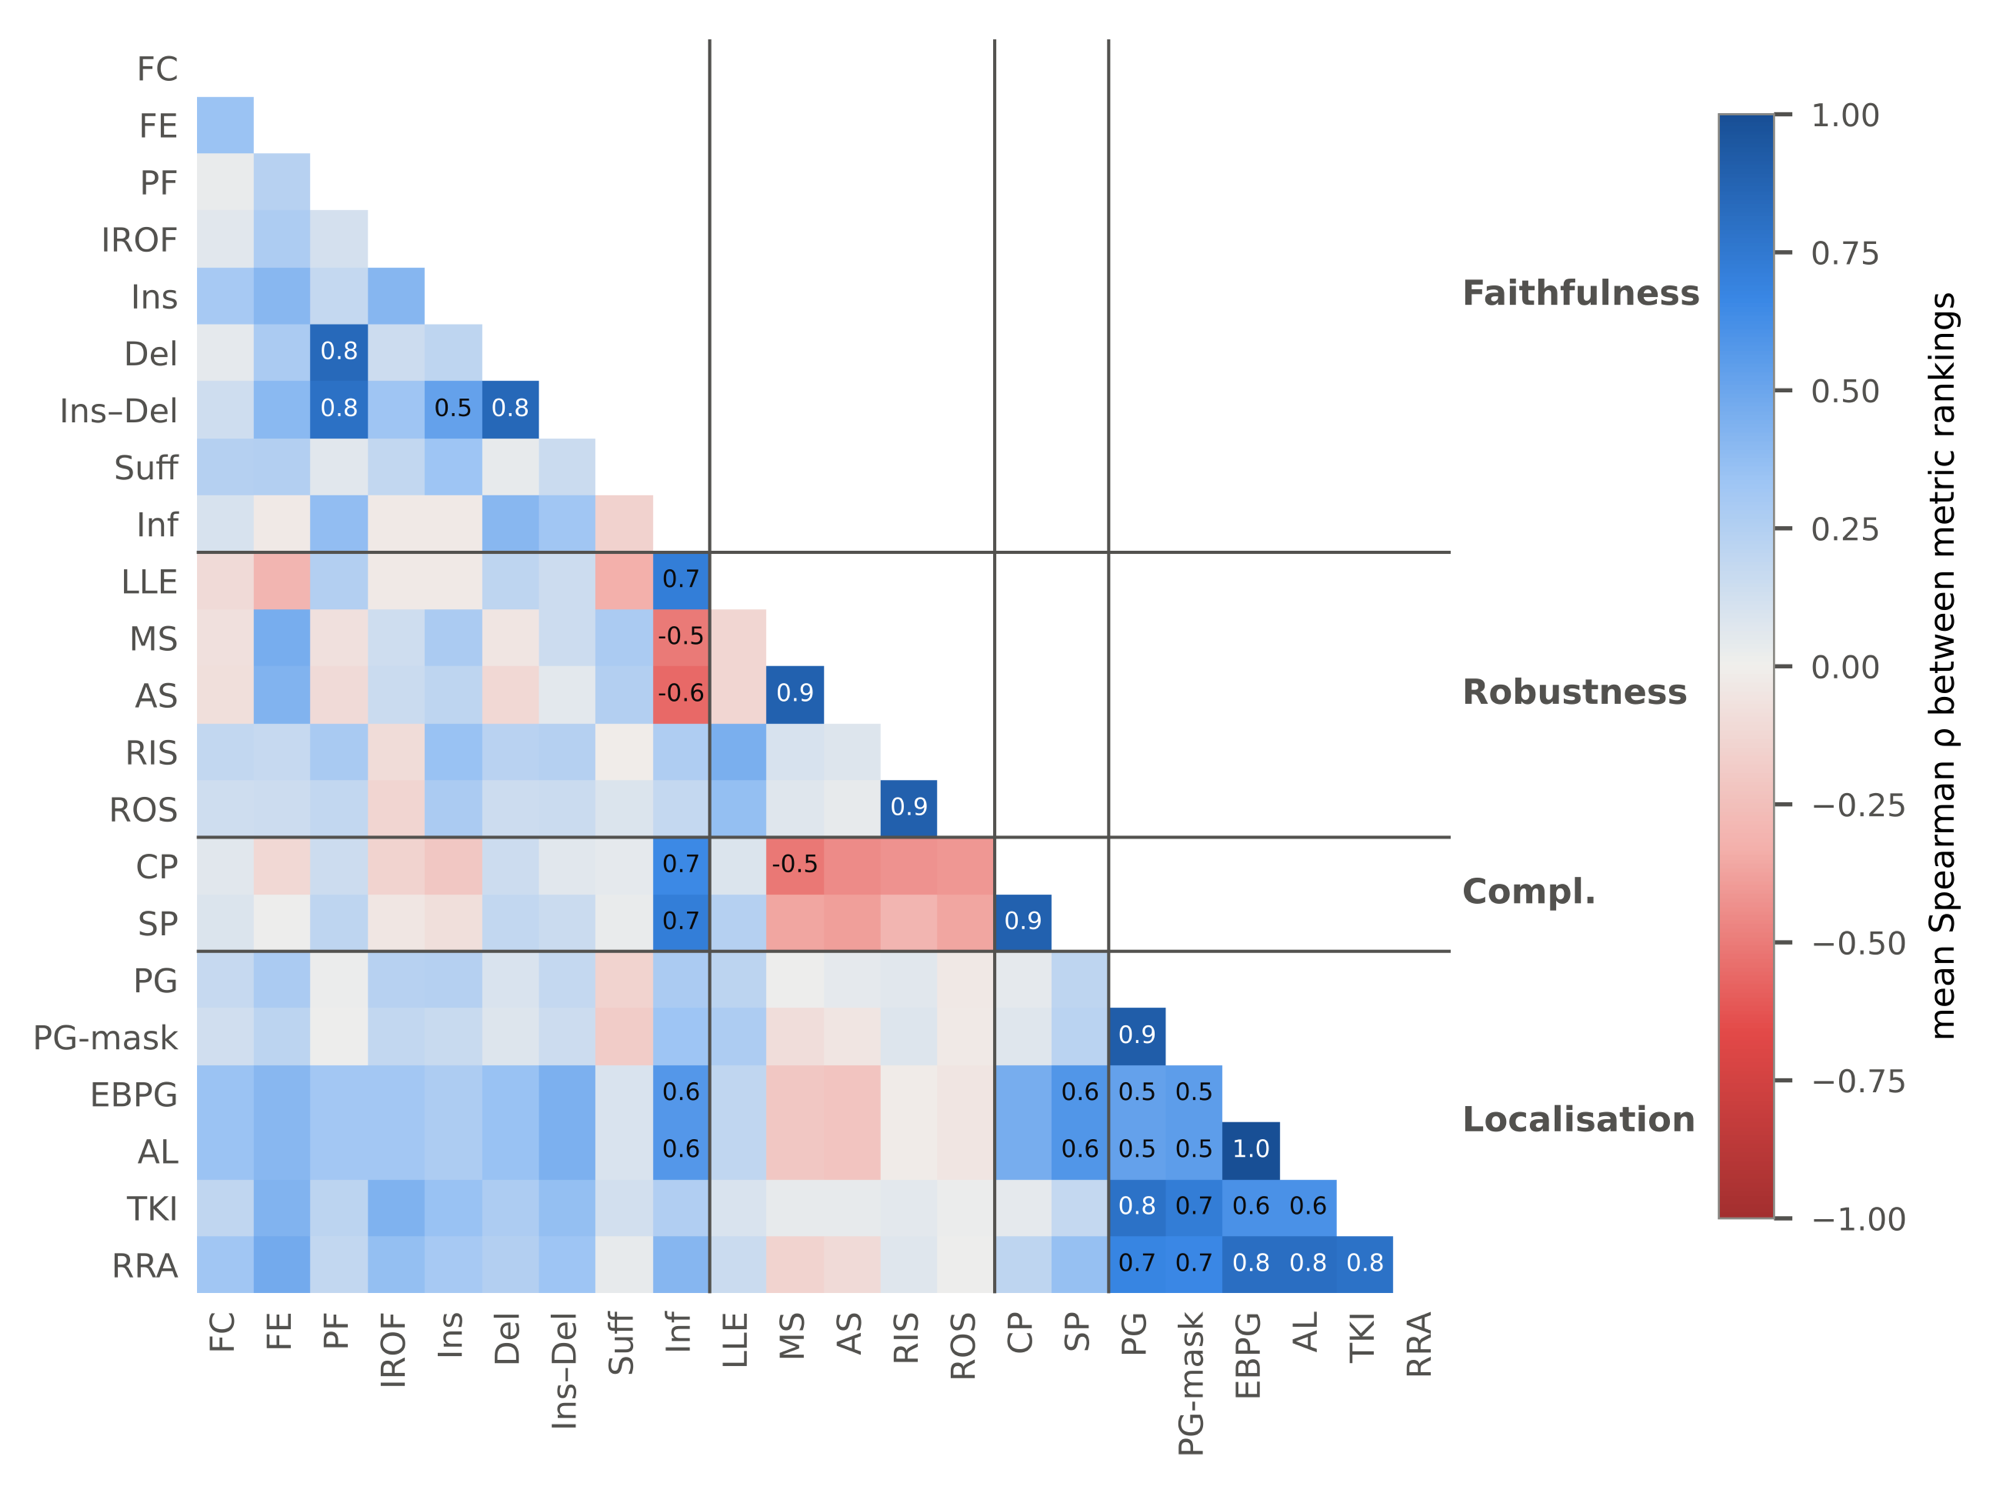 FC
FE
PF
IROF
Ins
Del 0.8
Ins–Del 0.8 0.5 0.8
Suff
Inf
LLE 0.7
MS -0.5
AS -0.6 0.9
RIS
ROS 0.9
CP 0.7 -0.5
SP 0.7 0.9
PG
PG-mask 0.9
EBPG 0.6 0.6 0.5 0.5
AL 0.6 0.6 0.5 0.5 1.0
TKI 0.8 0.7 0.6 0.6
RRA 0.7 0.7 0.8 0.8 0.8
FC FE PF IROF Ins Del Ins–Del Suff Inf LLE MS AS RIS ROS CP SP PG PG-mask EBPG AL TKI RRA
Faithfulness
Robustness
Compl.
Localisation
1.00
0.75
0.50
0.25
0.00
−0.25
−0.50
−0.75
−1.00
mean Spearman ρ between metric rankings